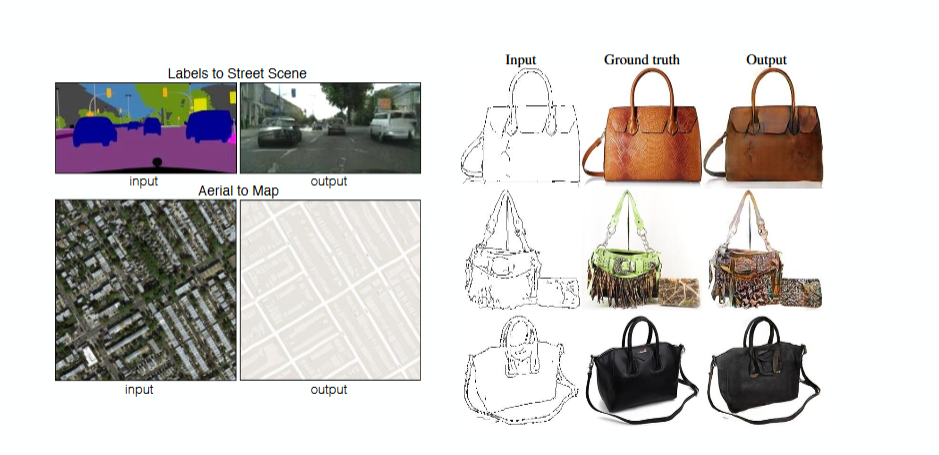 Labels to Street Scene
input
output
Aerial to Map
input
output
Input
Ground truth
Output